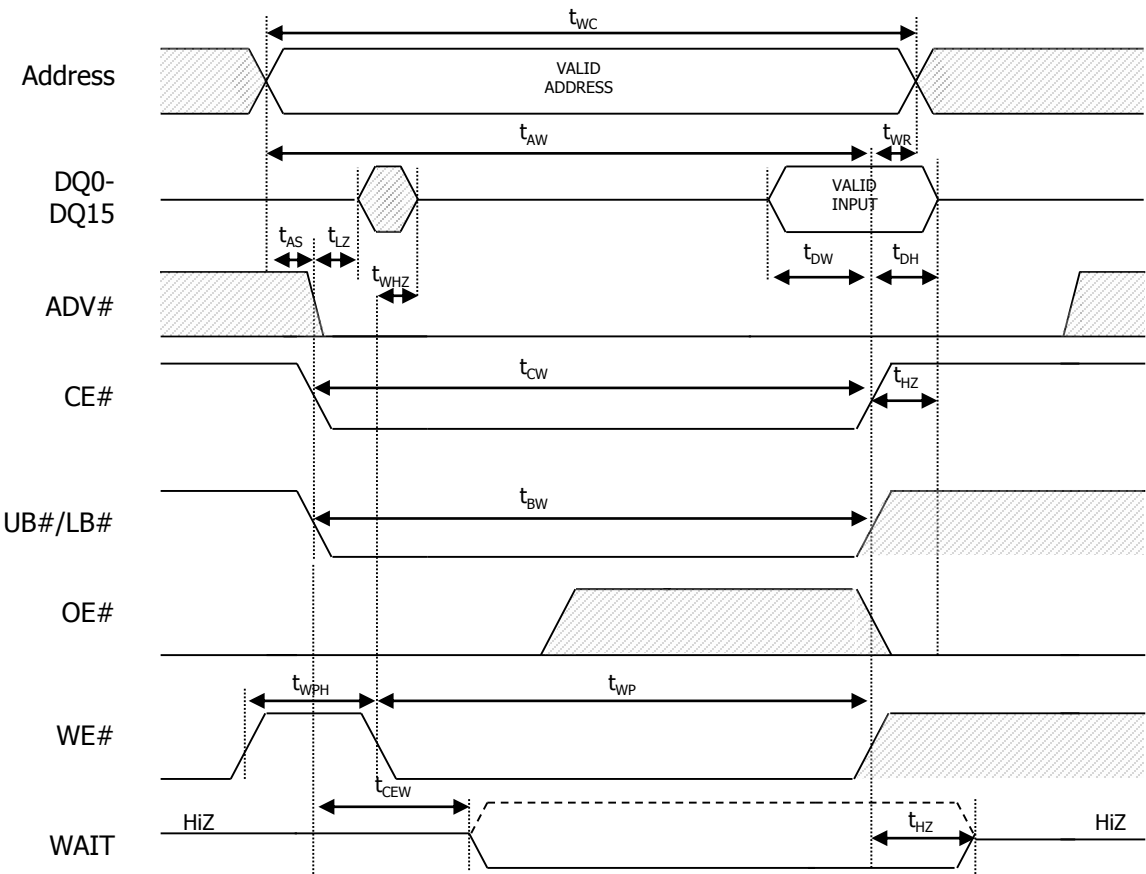 tWC
Address
VALID
ADDRESS
tAW
tWR
DQ0-
DQ15
VALID
INPUT
tAS
tLZ
tWHZ
tDW
tDH
ADV#
tCW
CE#
tHZ
tBW
UB#/LB#
OE#
tWPH
tWP
WE#
tCEW
HiZ
tHZ
HiZ
WAIT